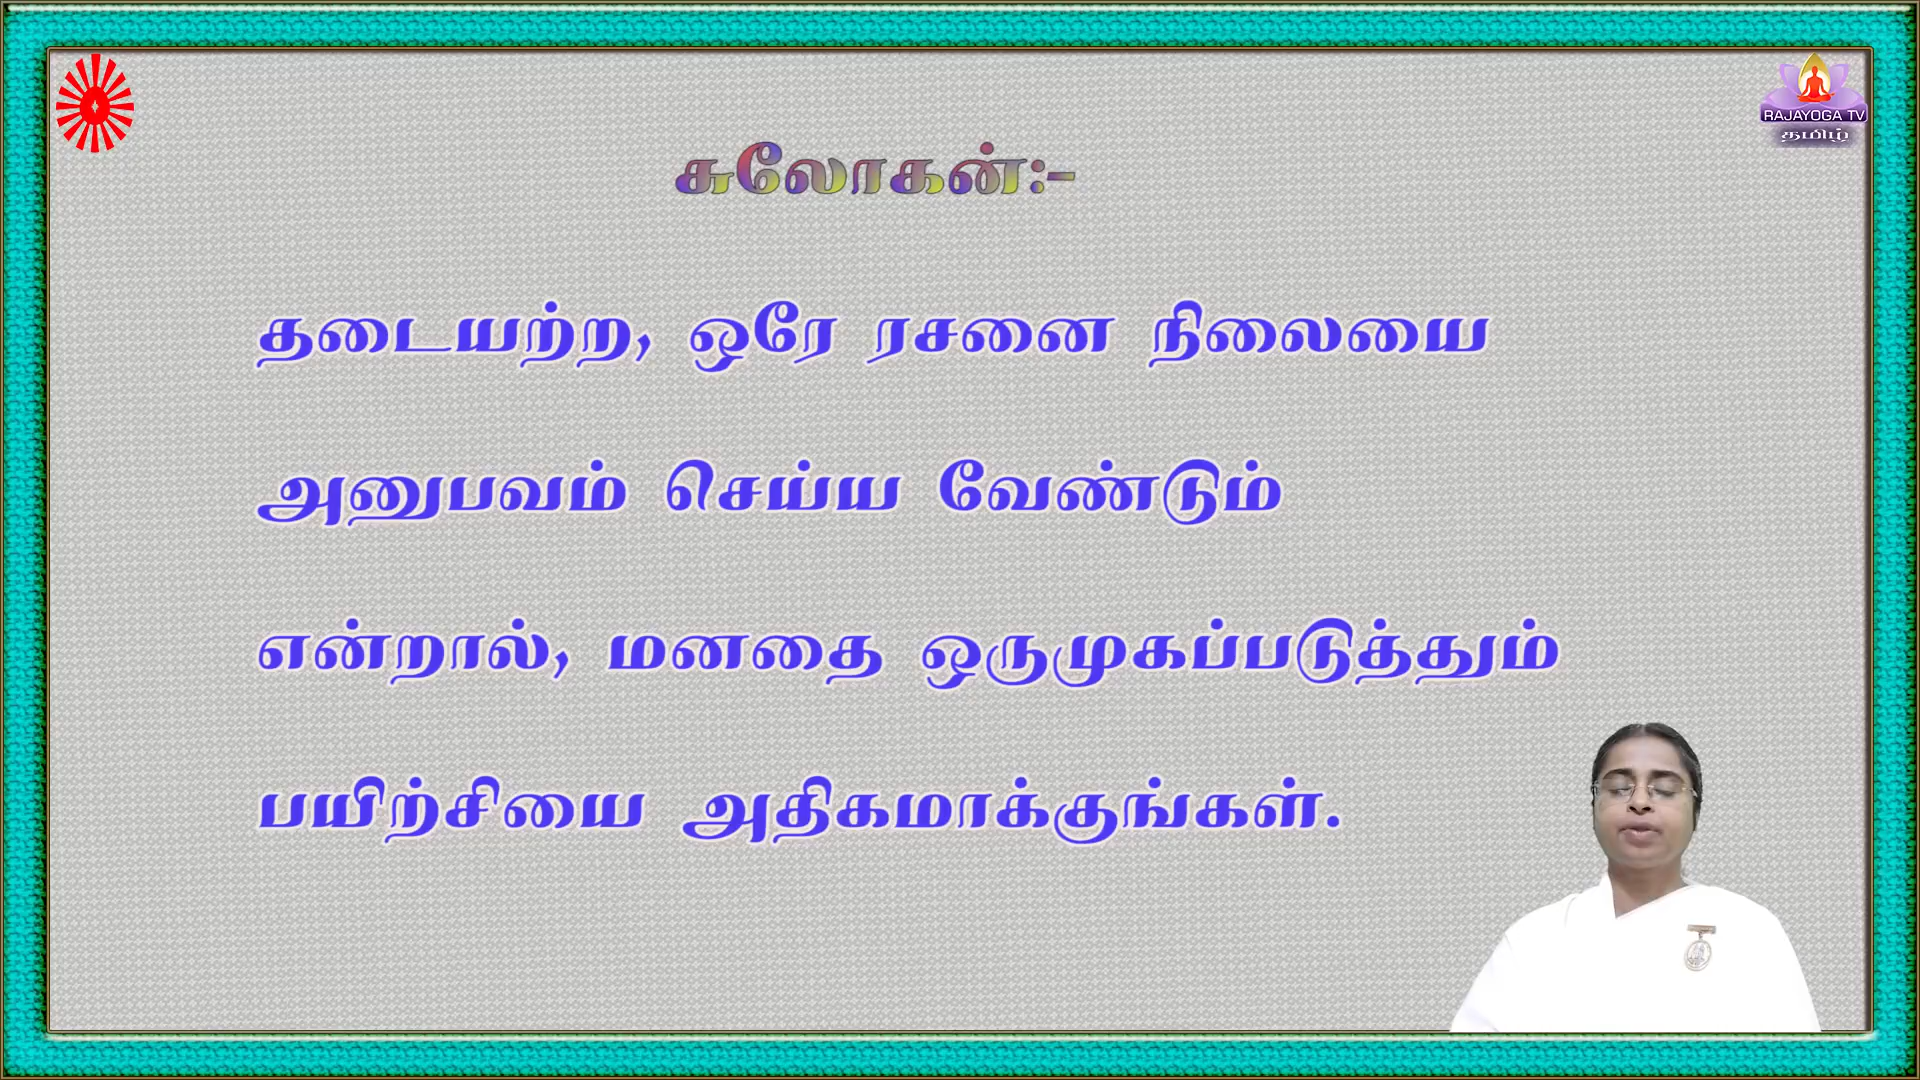 RAJAYOGA TV
தமிழ்
சுலோகன்:-
தடையற்ற, ஒரே ரசனை நிலையை
அனுபவம் செய்ய வேண்டும்
என்றால், மனதை ஒருமுகப்படுத்தும்
பயிற்சியை அதிகமாக்குங்கள்.